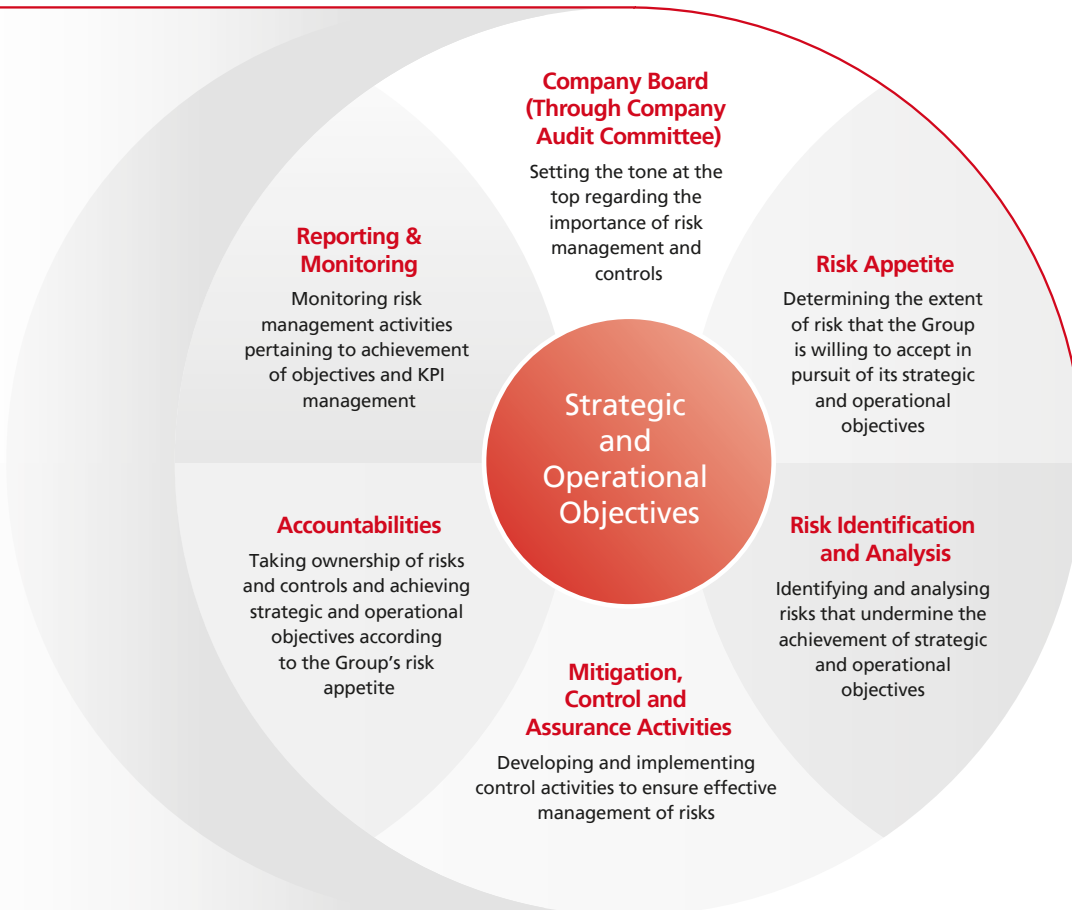 Company Board
(Through Company
Audit Committee)
Setting the tone at the
top regarding the
importance of risk
management and
controls
Risk Appetite
Determining the extent
of risk that the Group
is willing to accept in
pursuit of its strategic
and operational
objectives
Risk Identification
and Analysis
Identifying and analysing
risks that undermine the
achievement of strategic
and operational
objectives
Mitigation,
Control and
Assurance Activities
Developing and implementing
control activities to ensure effective
management of risks
Accountabilities
Taking ownership of risks
and controls and achieving
strategic and operational
objectives according
to the Group's risk
appetite
Reporting &
Monitoring
Monitoring risk
management activities
pertaining to achievement
of objectives and KPI
management
Strategic
and
Operational
Objectives